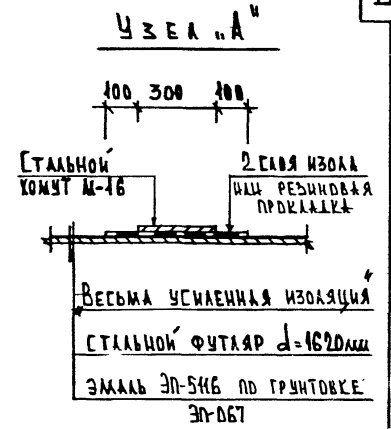 Узел „А"
100 300 100
Стальной
хомут М-16
2 слоя изола
или резиновая
прокладка
Весьма усиленная изоляция"
Стальной футляр d=1620мм
Эмаль ЭП-5116 по грунтовке
ЭП-067